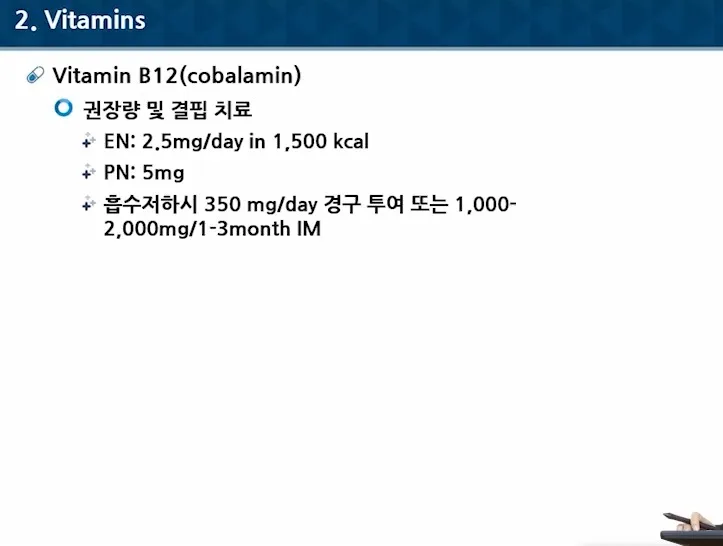 2. Vitamins
Vitamin B12(cobalamin)
권장량 및 결핍 치료
EN: 2.5mg/day in 1,500 kcal
PN: 5mg
흡수저하시 350 mg/day 경구 투여 또는 1,000-
2,000mg/1-3month IM